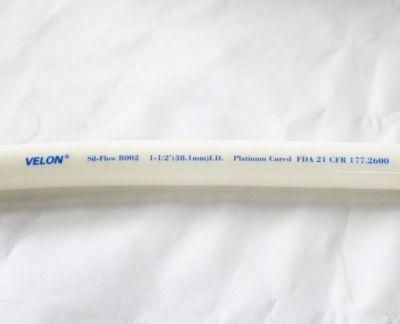 VELON® Sil-Flow B002 1-1/2"(38.1mm)I.D. Platinum Cured FDA 21 CFR 177.2600